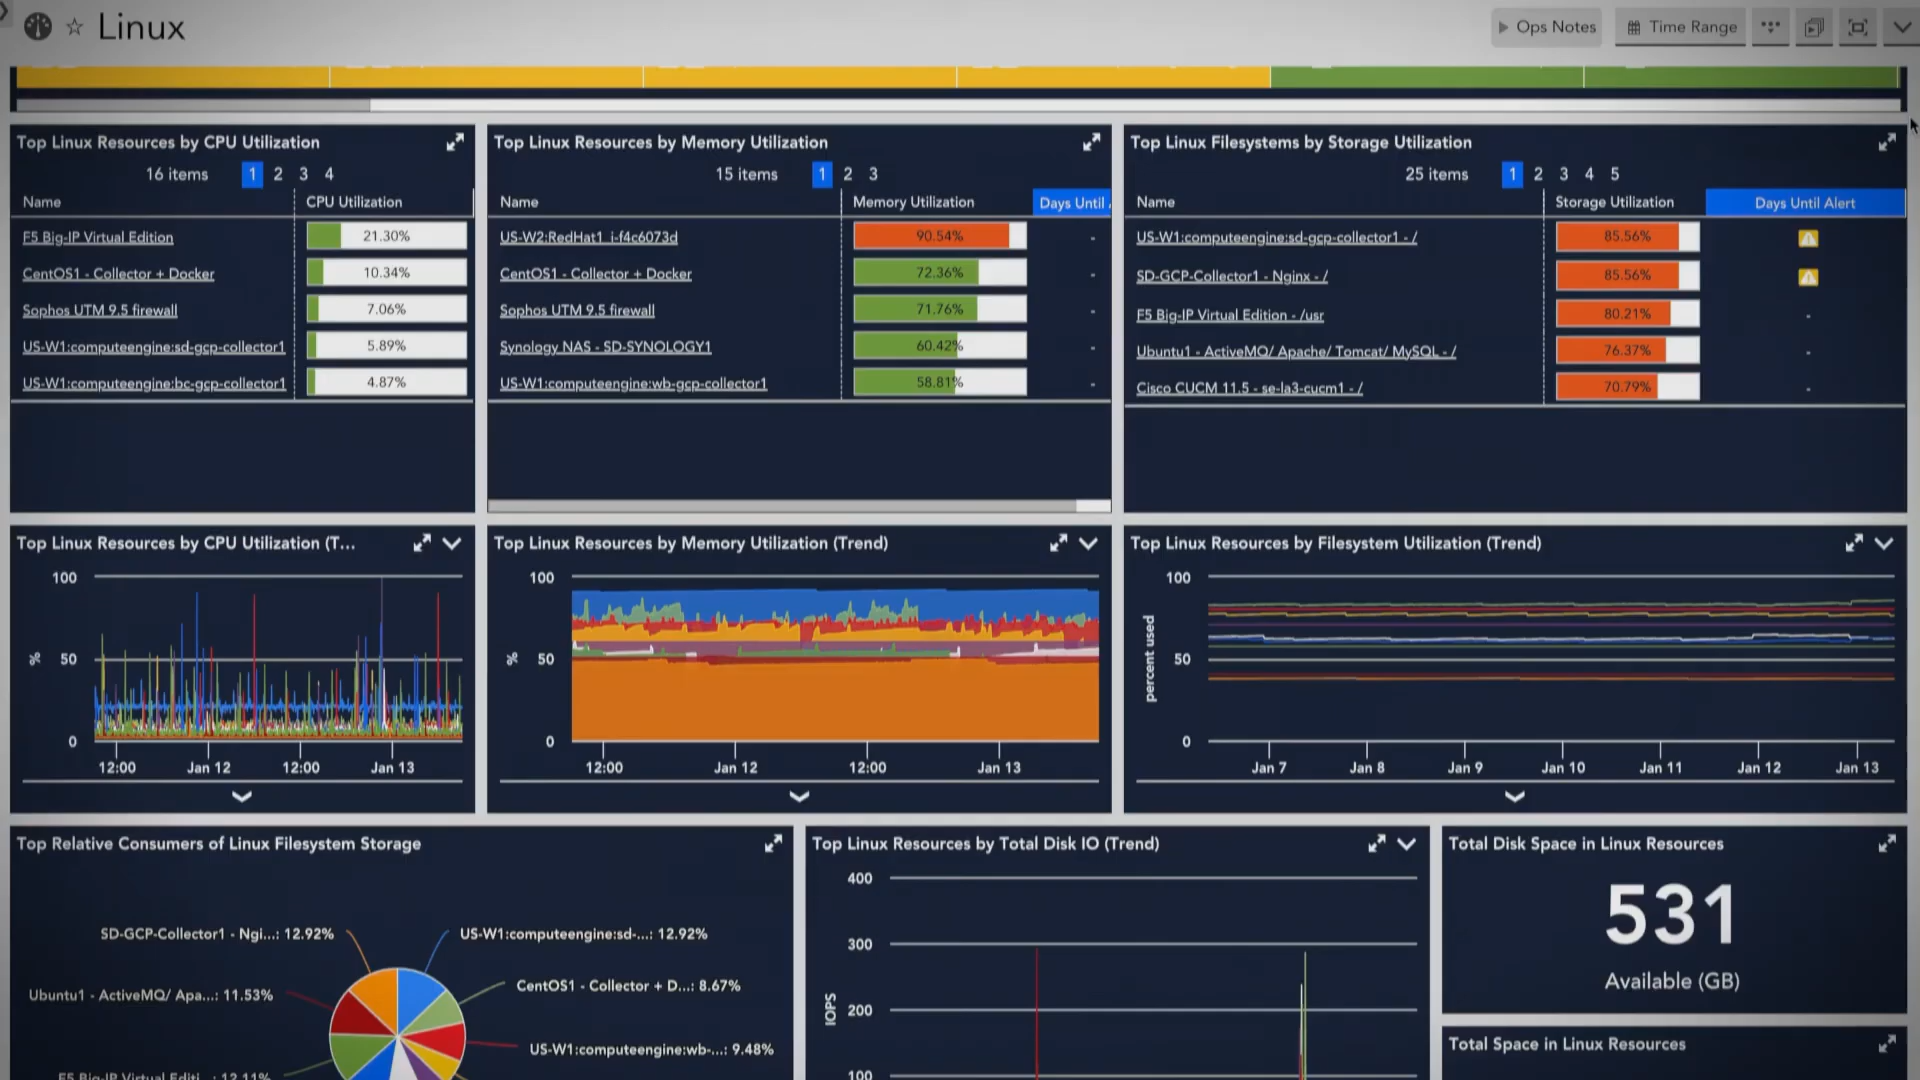 Linux
Ops Notes
Time Range
Top Linux Resources by CPU Utilization
16 items 1 2 3 4
Name CPU Utilization
F5 Big-IP Virtual Edition 21.30%
CentOS1 - Collector + Docker 10.34%
Sophos UTM 9.5 firewall 7.06%
US-W1:computeengine:sd-gcp-collector1 5.89%
US-W1:computeengine:bc-gcp-collector1 4.87%
Top Linux Resources by Memory Utilization
15 items 1 2 3
Name Memory Utilization Days Until
US-W2:RedHat1 i-f4c6073d 90.54% -
CentOS1 - Collector + Docker 72.36% -
Sophos UTM 9.5 firewall 71.76% -
Synology NAS - SD-SYNOLOGY1 60.42% -
US-W1:computeengine:wb-gcp-collector1 58.81% -
Top Linux Filesystems by Storage Utilization
25 items 1 2 3 4 5
Name Storage Utilization Days Until Alert
US-W1:computeengine:sd-gcp-collector1 - / 85.56%
SD-GCP-Collector1 - Nginx - / 85.56%
F5 Big-IP Virtual Edition - /usr 80.21% -
Ubuntu1 - ActiveMQ/ Apache/ Tomcat/ MySQL - / 76.37% -
Cisco CUCM 11.5 - se-la3-cucm1 - / 70.79% -
Top Linux Resources by CPU Utilization (T...
100
%
50
0
12:00 Jan 12 12:00 Jan 13
Top Linux Resources by Memory Utilization (Trend)
100
%
50
0
12:00 Jan 12 12:00 Jan 13
Top Linux Resources by Filesystem Utilization (Trend)
100
percent used
50
0
Jan 7 Jan 8 Jan 9 Jan 10 Jan 11 Jan 12 Jan 13
Top Relative Consumers of Linux Filesystem Storage
SD-GCP-Collector1 - Ngi...: 12.92%
US-W1:computeengine:sd-...: 12.92%
CentOS1 - Collector + D...: 8.67%
Ubuntu1 - ActiveMQ/ Apa...: 11.53%
US-W1:computeengine:wb-...: 9.48%
F5 Big-IP Virtual Editi...: 12.11%
Top Linux Resources by Total Disk IO (Trend)
400
300
IOPS
200
100
Total Disk Space in Linux Resources
531
Available (GB)
Total Space in Linux Resources